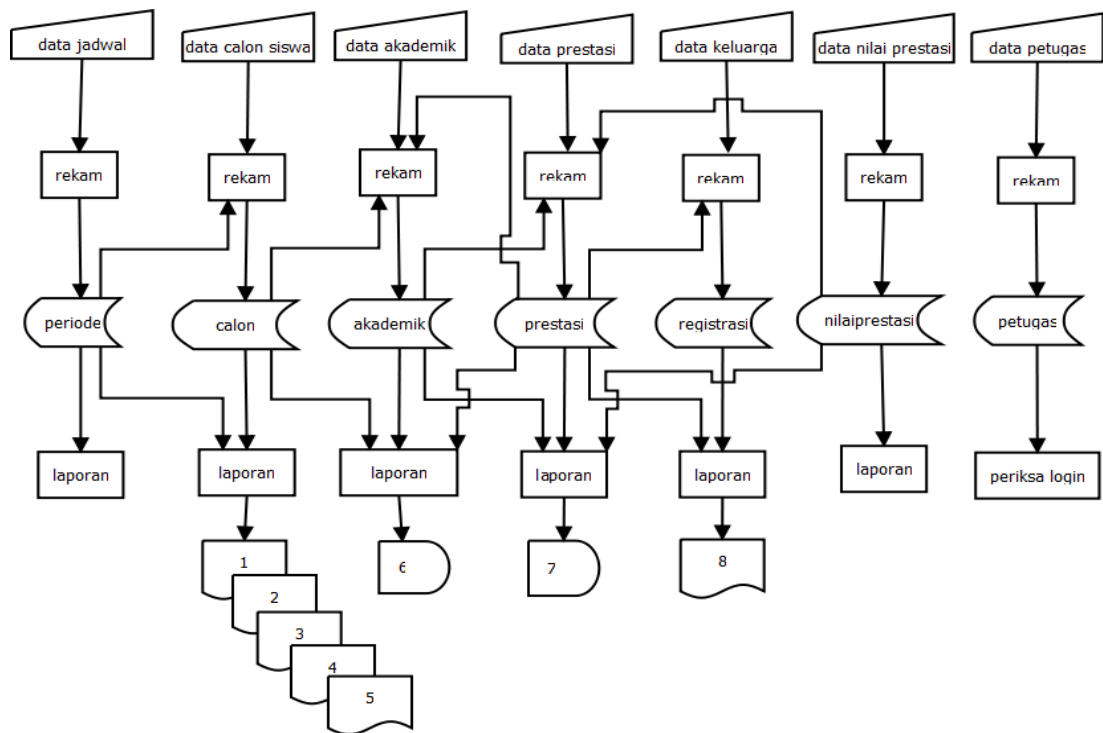 data jadwal
data calon siswa
data akademik
data prestasi
data keluarga
data nilai prestasi
data petugas
rekam
rekam
rekam
rekam
rekam
rekam
rekam
periode
calon
akademik
prestasi
registrasi
nilaiprestasi
petugas
laporan
laporan
laporan
laporan
laporan
laporan
periksa login
1
2
3
4
5
6
7
8